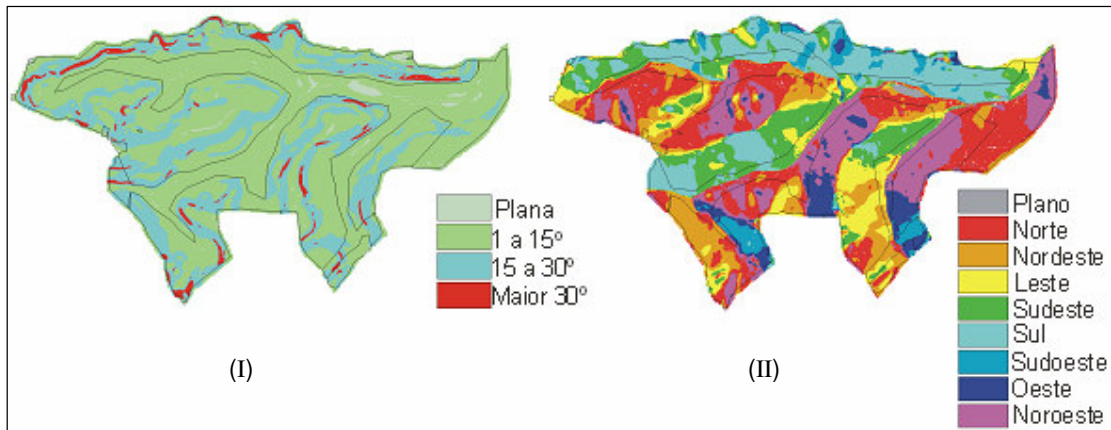 Plana
1 a 15º
15 a 30º
Maior 30º
(I)
Plano
Norte
Nordeste
Leste
Sudeste
Sul
Sudoeste
Oeste
Noroeste
(II)